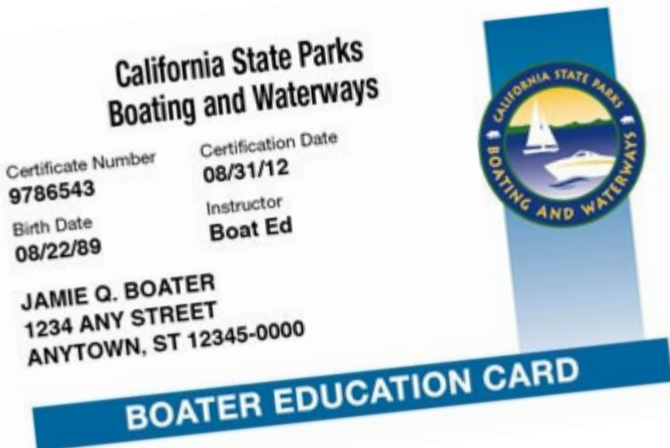 California State Parks
Boating and Waterways
Certificate Number
9786543
Certification Date
08/31/12
Birth Date
08/22/89
Instructor
Boat Ed
JAMIE Q. BOATER
1234 ANY STREET
ANYTOWN, ST 12345-0000
CALIFORNIA STATE PARKS
BOATING AND WATERWAYS
BOATER EDUCATION CARD